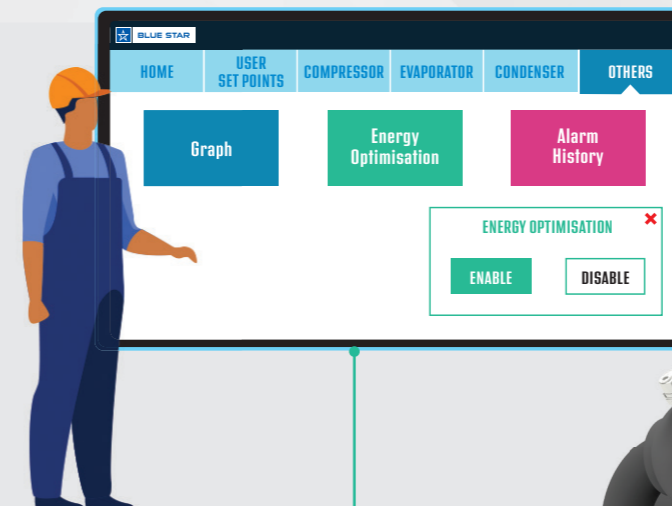 BLUE STAR
HOME
USER
SET POINTS
COMPRESSOR
EVAPORATOR
CONDENSER
OTHERS
Graph
Energy
Optimisation
Alarm
History
ENERGY OPTIMISATION
ENABLE
DISABLE